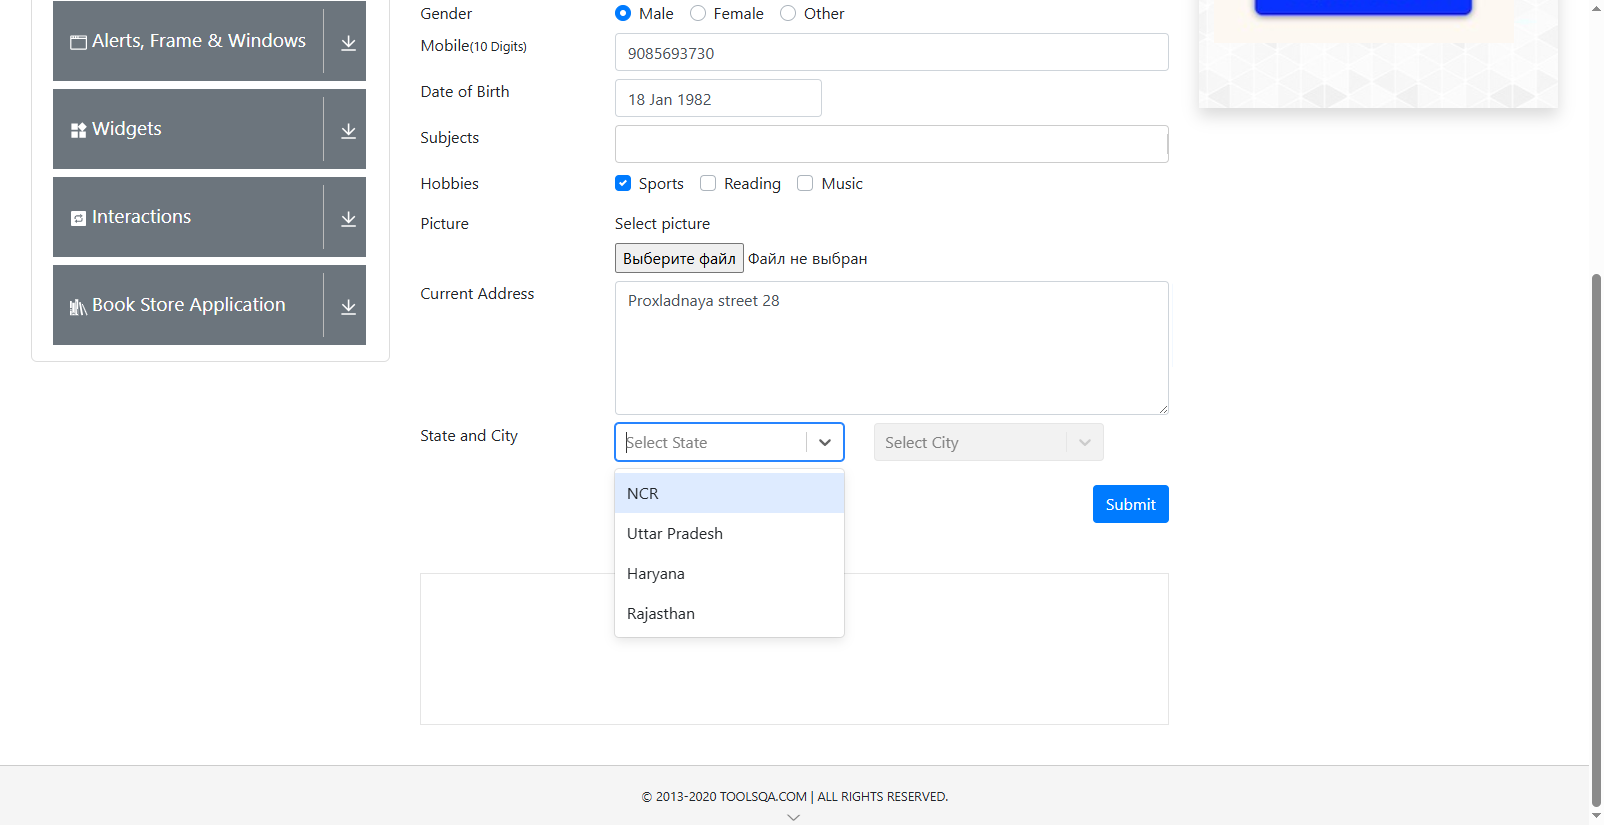 Alerts, Frame & Windows
Widgets
Interactions
Book Store Application
Gender
Male Female Other
Mobile(10 Digits)
9085693730
Date of Birth
18 Jan 1982
Subjects
Hobbies
Sports Reading Music
Picture
Select picture
Выберите файл Файл не выбран
Current Address
Proxladnaya street 28
State and City
Select State
Select City
NCR
Uttar Pradesh
Haryana
Rajasthan
Submit
© 2013-2020 TOOLSQA.COM | ALL RIGHTS RESERVED.